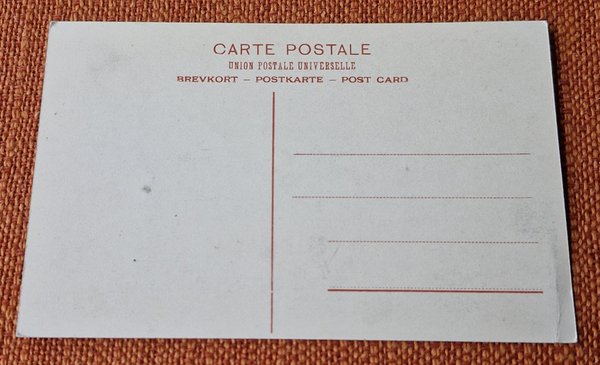 CARTE POSTALE
UNION POSTALE UNIVERSELLE
BREVKORT – POSTKARTE – POST CARD